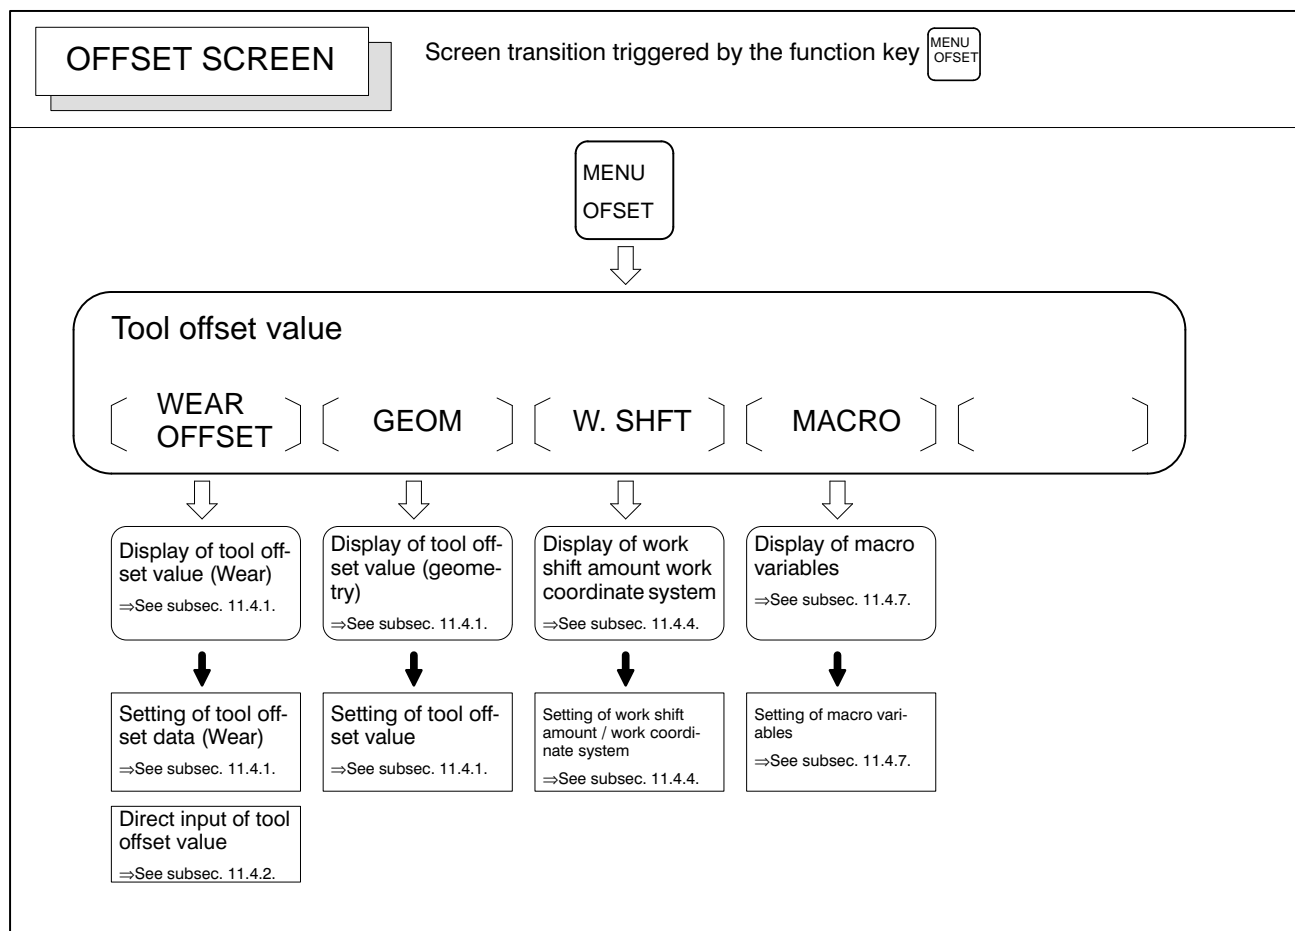 OFFSET SCREEN
Screen transition triggered by the function key
MENU
OFSET
MENU
OFSET
Tool offset value
WEAR
OFFSET
GEOM
W. SHFT
MACRO
Display of tool off-
set value (Wear)
⇒See subsec. 11.4.1.
Display of tool off-
set value (geome-
try)
⇒See subsec. 11.4.1.
Display of work
shift amount work
coordinate system
⇒See subsec. 11.4.4.
Display of macro
variables
⇒See subsec. 11.4.7.
Setting of tool off-
set data (Wear)
⇒See subsec. 11.4.1.
Setting of tool off-
set value
⇒See subsec. 11.4.1.
Setting of work shift
amount / work coordi-
nate system
⇒See subsec. 11.4.4.
Setting of macro vari-
ables
⇒See subsec. 11.4.7.
Direct input of tool
offset value
⇒See subsec. 11.4.2.